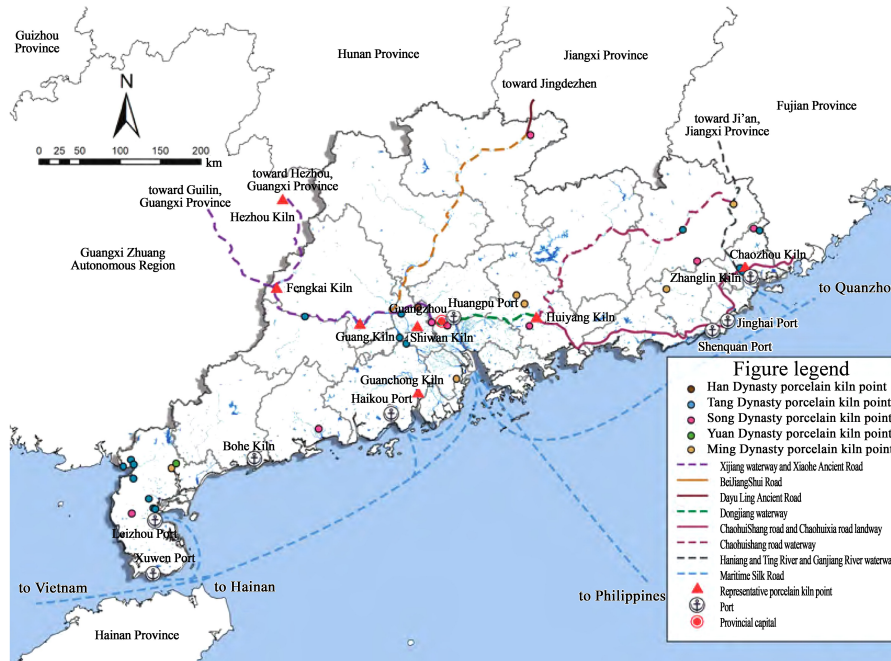 Guizhou
Province
Hunan Province
Jiangxi Province
toward Jingdezhen
Fujian Province
toward Ji'an,
Jiangxi Province
N
0 25 50 100 150 200
km
toward Hezhou,
Guangxi Province
toward Guilin,
Guangxi Province
Hezhou Kiln
Guangxi Zhuang
Autonomous Region
Fengkai Kiln
Chaozhou Kiln
Zhanglin Kiln
to Quanzho
Guangzhou
Huangpu Port
Huiyang Kiln
Guang Kiln
Shiwan Kiln
Jinghai Port
Shenquan Port
Guanchong Kiln
Haikou Port
Bohe Kiln
Leizhou Port
Xuwen Port
to Vietnam
to Hainan
to Philippines
Hainan Province
Figure legend
Han Dynasty porcelain kiln point
Tang Dynasty porcelain kiln point
Song Dynasty porcelain kiln point
Yuan Dynasty porcelain kiln point
Ming Dynasty porcelain kiln point
Xijiang waterway and Xiaohe Ancient Road
BeiJiangShui Road
Dayu Ling Ancient Road
Dongjiang waterway
ChaohuiShang road and Chaohuixia road landway
Chaohuishang road waterway
Hanjang and Ting River and Ganjiang River waterwa
Maritime Silk Road
Representative porcelain kiln point
Port
Provincial capital